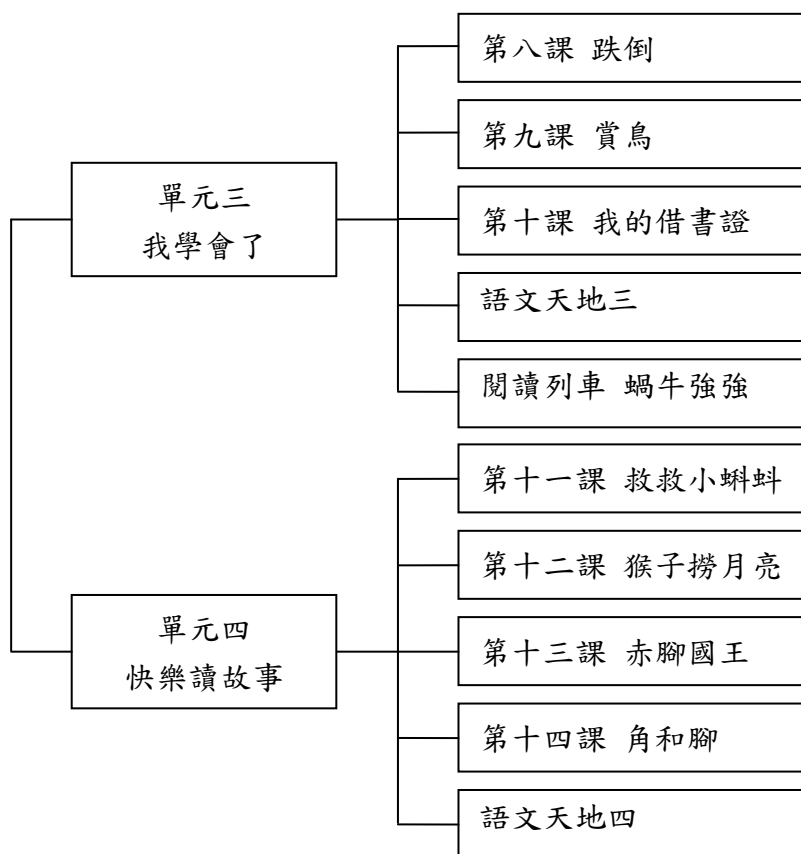 單元三
我學會了
第八課 跌倒
第九課 賞鳥
第十課 我的借書證
語文天地三
閱讀列車 蝸牛強強
單元四
快樂讀故事
第十一課 救救小蝌蚪
第十二課 猴子撈月亮
第十三課 赤腳國王
第十四課 角和腳
語文天地四